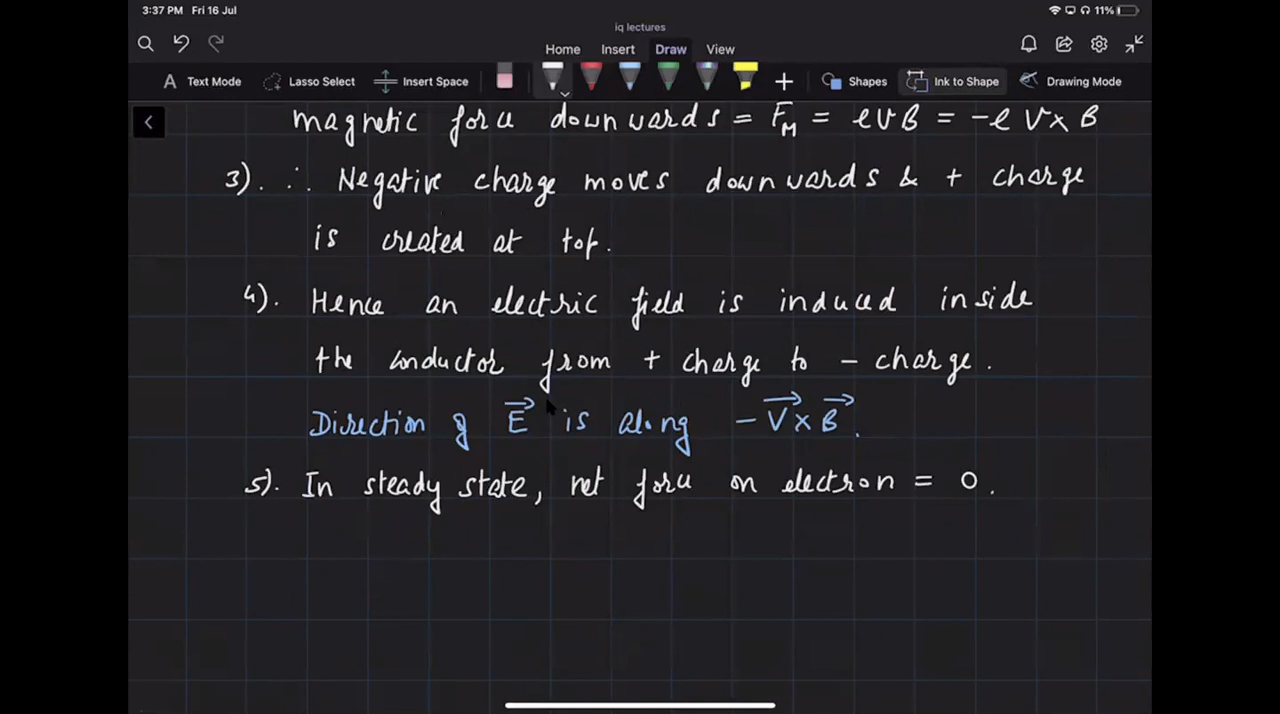 3:37 PM Fri 16 Jul
11%
iq lectures
Home Insert Draw View
Text Mode Lasso Select Insert Space Shapes Ink to Shape Drawing Mode
magnetic force downwards = F_M = eVB = -e V×B
3). ∴ Negative charge moves downwards & + charge
is created at top.
4). Hence an electric field is induced inside
the conductor from + charge to - charge.
Direction of E⃗ is along -V⃗×B⃗.
5). In steady state, net force on electron = 0.